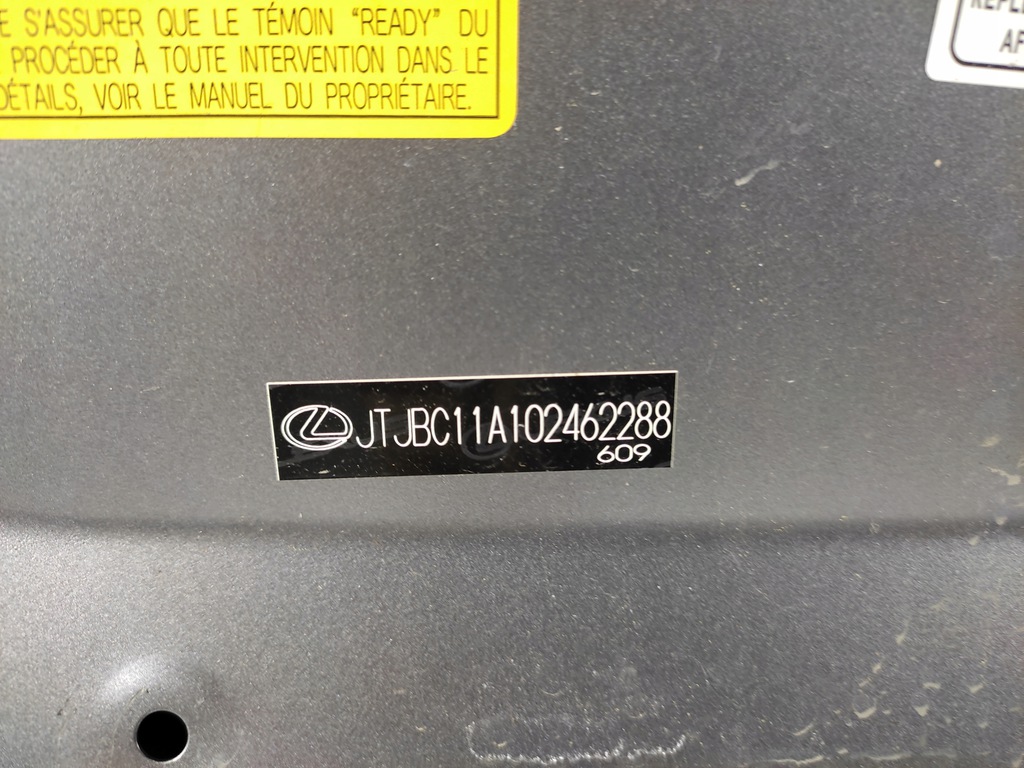 S'ASSURER QUE LE TÉMOIN "READY" DU
PROCÉDER À TOUTE INTERVENTION DANS LE
DÉTAILS, VOIR LE MANUEL DU PROPRIÉTAIRE.
JTJBC11A102462288
609